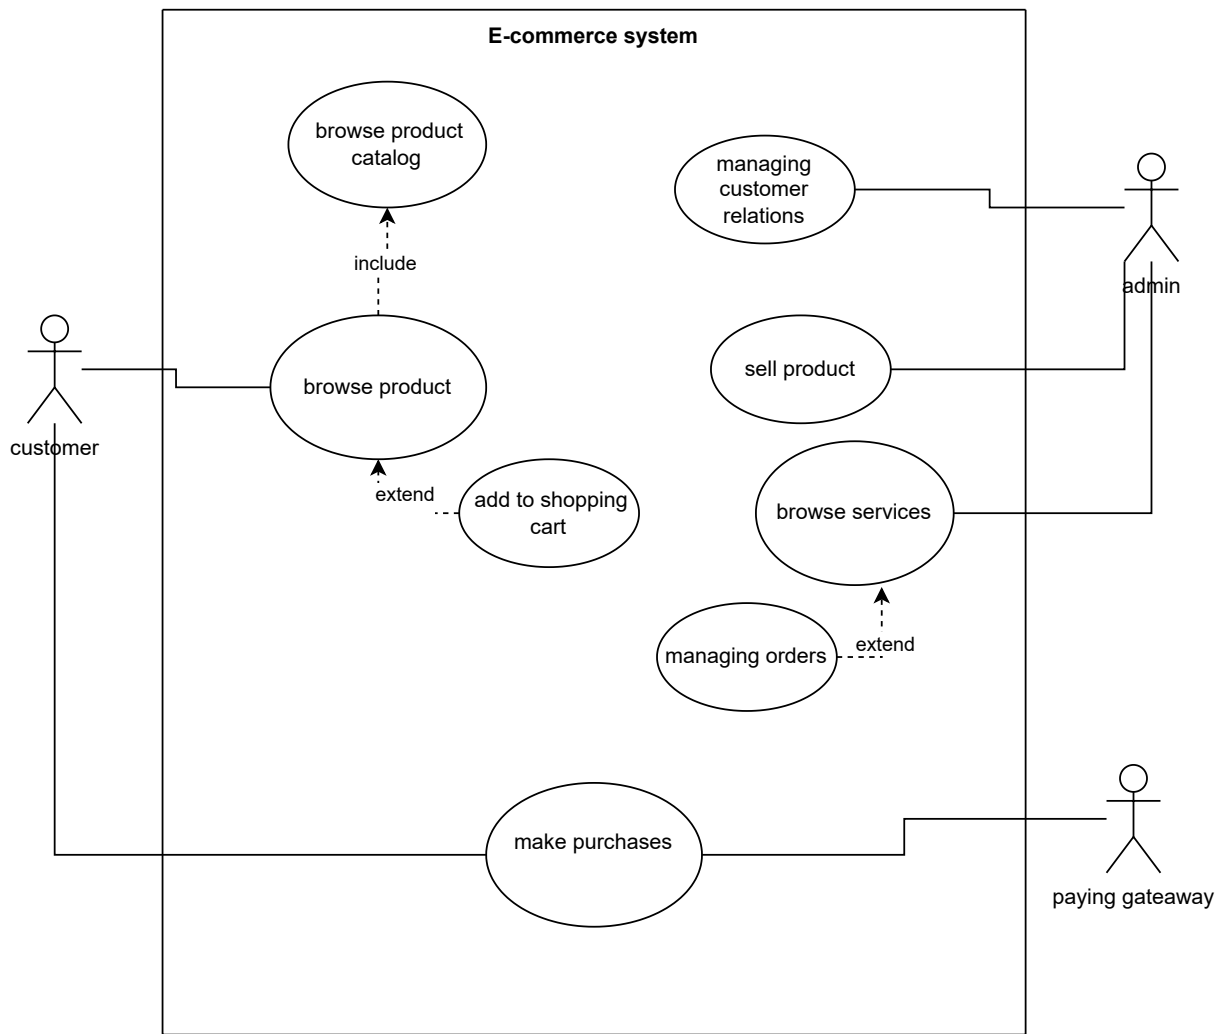 E-commerce system
browse product
catalog
managing
customer
relations
include
admin
browse product
sell product
customer
extend
add to shopping
cart
browse services
managing orders
extend
make purchases
paying gateaway